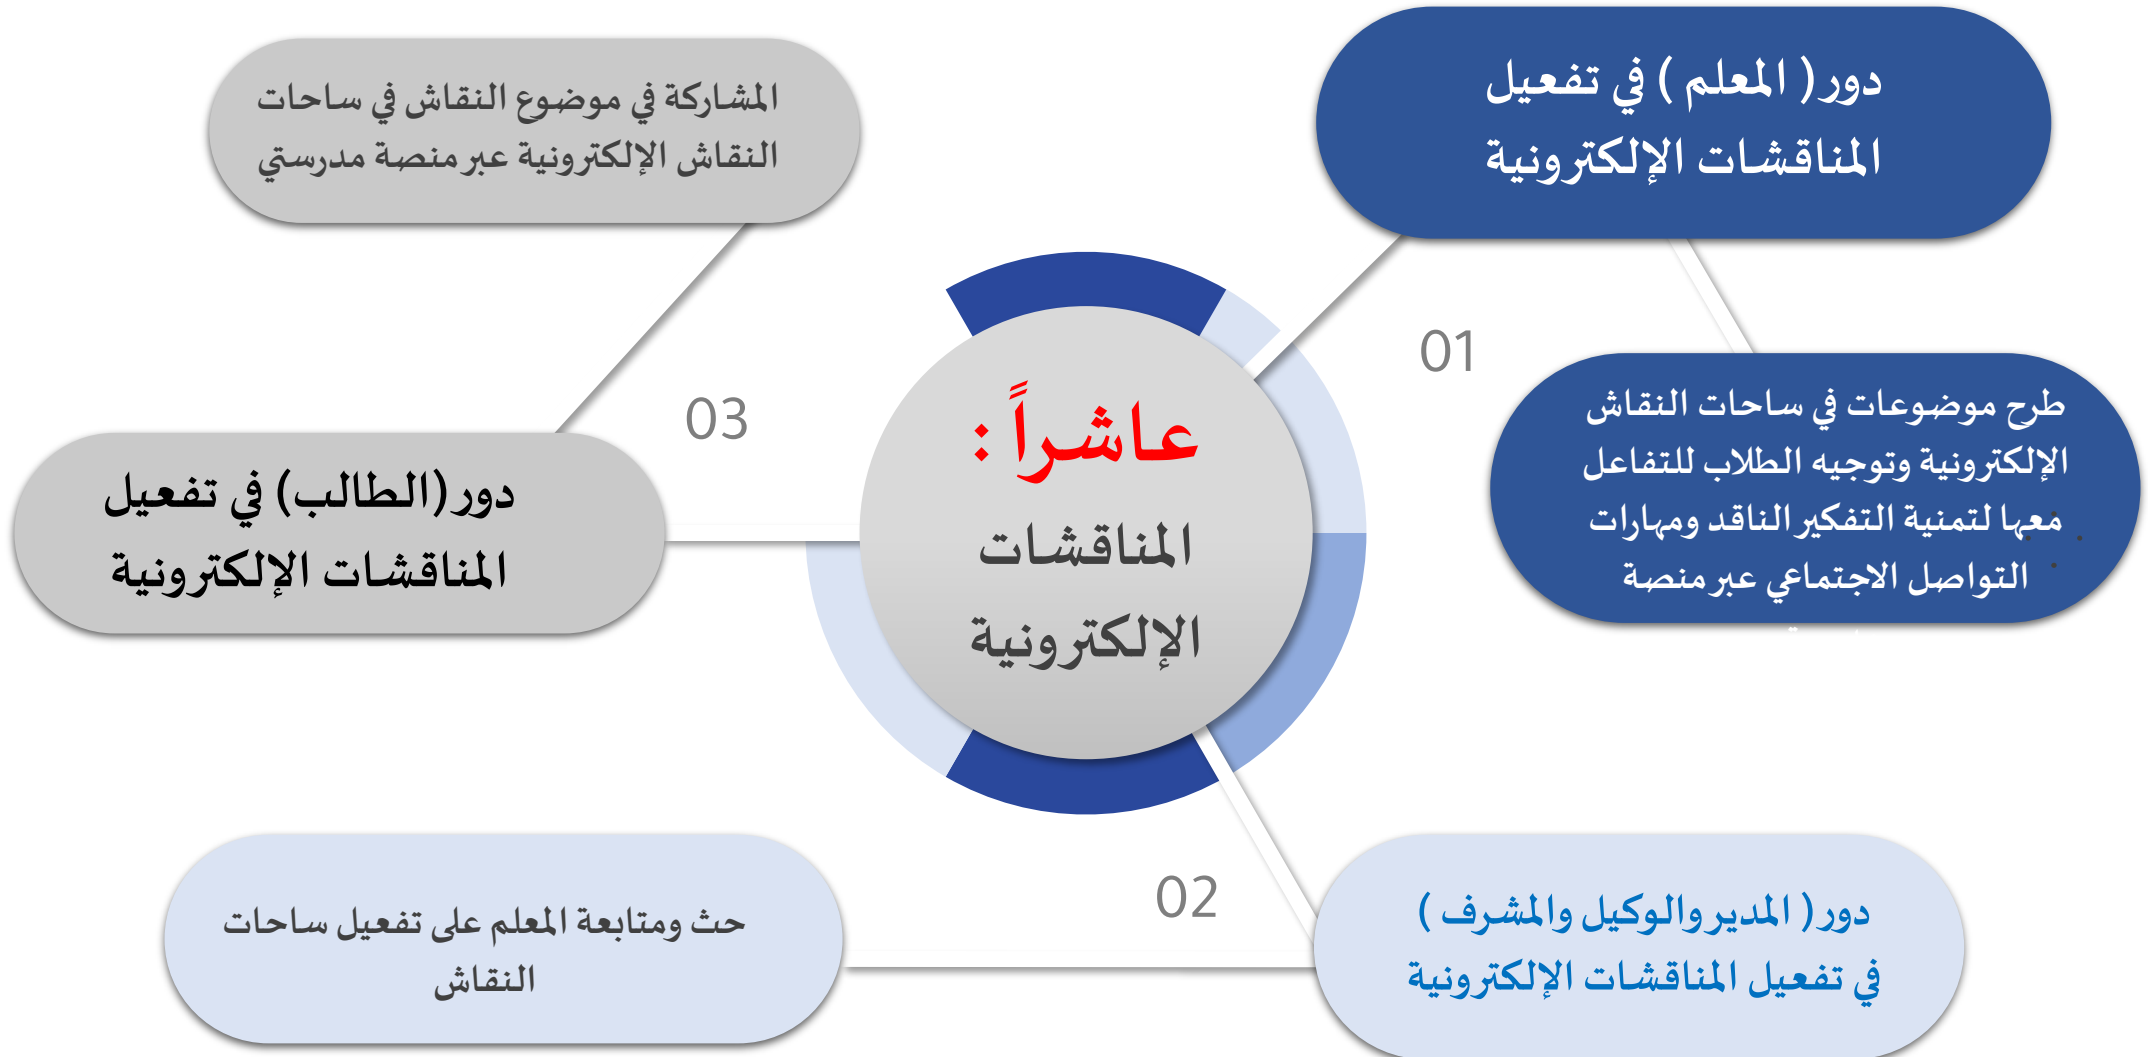 عاشراً :
المناقشات
الإلكترونية
دور( المعلم ) في تفعيل
المناقشات الإلكترونية
01
طرح موضوعات في ساحات النقاش
الإلكترونية وتوجيه الطلاب للتفاعل
معها لتمنية التفكير الناقد ومهارات
التواصل الاجتماعي عبر منصة
دور( المدير والوكيل والمشرف )
في تفعيل المناقشات الإلكترونية
02
حث ومتابعة المعلم على تفعيل ساحات
النقاش
دور(الطالب) في تفعيل
المناقشات الإلكترونية
03
المشاركة في موضوع النقاش في ساحات
النقاش الإلكترونية عبر منصة مدرستي